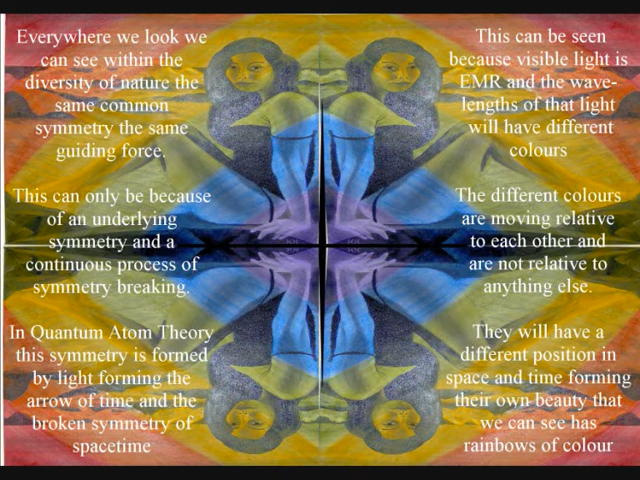 Everywhere we look we
can see within the
diversity of nature the
same common
symmetry the same
guiding force.
This can only be because
of an underlying
symmetry and a
continuous process of
symmetry breaking.
In Quantum Atom Theory
this symmetry is formed
by light forming the
arrow of time and the
broken symmetry of
spacetime
This can be seen
because visible light is
EMR and the wave-
lengths of that light
will have different
colours
The different colours
are moving relative
to each other and
are not relative to
anything else.
They will have a
different position in
space and time forming
their own beauty that
we can see has
rainbows of colour